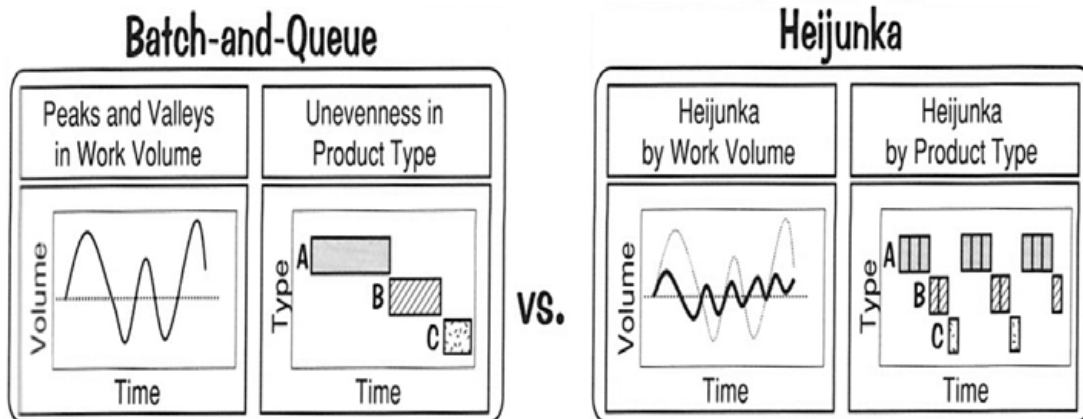 Batch-and-Queue
Peaks and Valleys
in Work Volume
Unevenness in
Product Type
Volume
Time
Type
A
B
C
Time
vs.
Heijunka
Heijunka
by Work Volume
Heijunka
by Product Type
Volume
Time
Type
A
B
C
Time